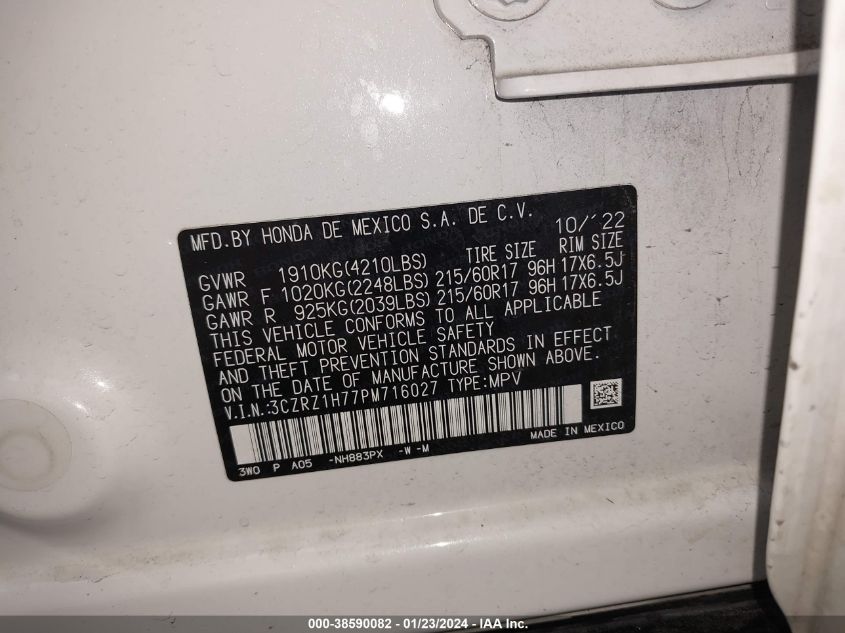 MFD.BY HONDA DE MEXICO S.A. DE C.V. 10/´22
TIRE SIZE RIM SIZE
GVWR 1910KG(4210LBS)
GAWR F 1020KG(2248LBS) 215/60R17 96H 17X6.5J
GAWR R 925KG(2039LBS) 215/60R17 96H 17X6.5J
THIS VEHICLE CONFORMS TO ALL APPLICABLE
FEDERAL MOTOR VEHICLE SAFETY
AND THEFT PREVENTION STANDARDS IN EFFECT
ON THE DATE OF MANUFACTURE SHOWN ABOVE.
V.I.N.:3CZRZ1H77PM716027 TYPE:MPV
3W0 P A05 -NH883PX -W -M MADE IN MEXICO
000-38590082 - 01/23/2024 - IAA Inc.